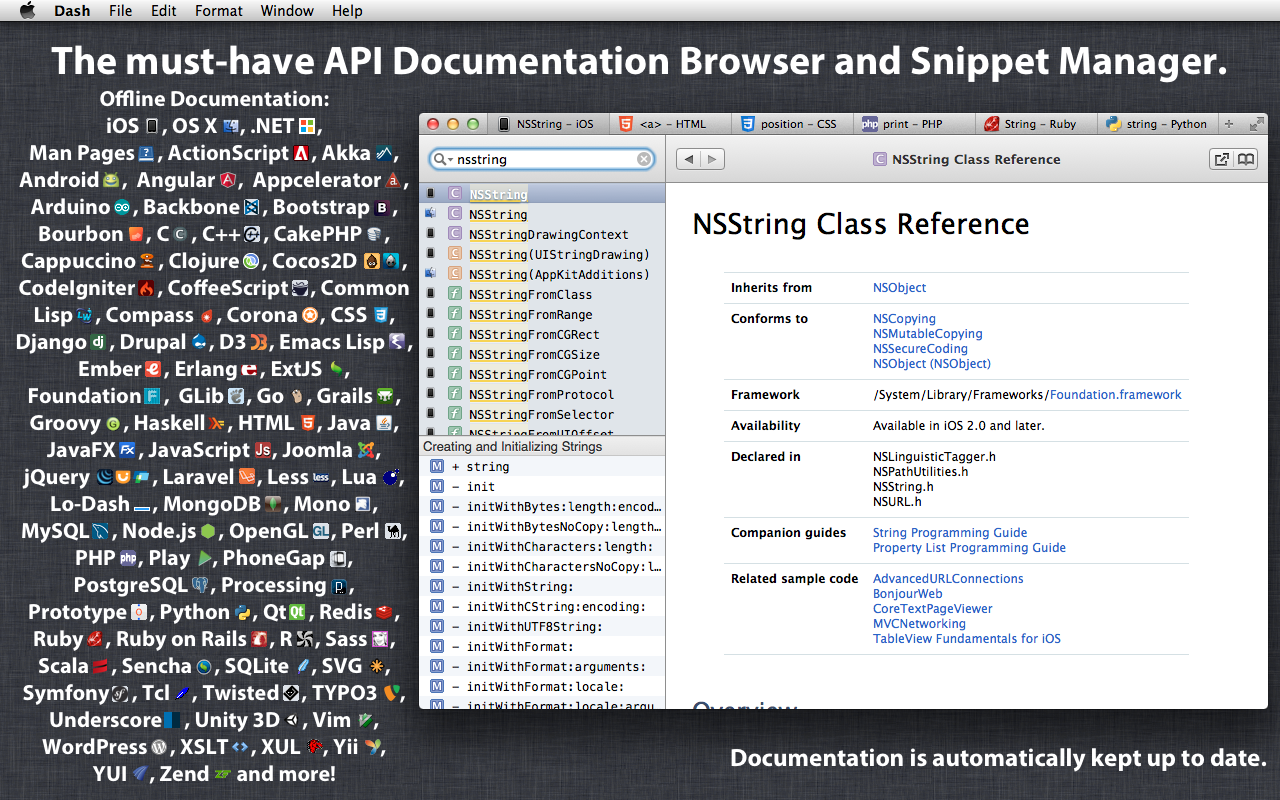 Dash File Edit Format Window Help
The must-have API Documentation Browser and Snippet Manager.
Offline Documentation:
iOS, OS X, .NET,
Man Pages, ActionScript, Akka,
Android, Angular, Appcelerator,
Arduino, Backbone, Bootstrap,
Bourbon, C, C++, CakePHP,
Cappuccino, Clojure, Cocos2D,
CodeIgniter, CoffeeScript, Common
Lisp, Compass, Corona, CSS,
Django, Drupal, D3, Emacs Lisp,
Ember, Erlang, ExtJS,
Foundation, GLib, Go, Grails,
Groovy, Haskell, HTML, Java,
JavaFX, JavaScript, Joomla,
jQuery, Laravel, Less, Lua,
Lo-Dash, MongoDB, Mono,
MySQL, Node.js, OpenGL, Perl,
PHP, Play, PhoneGap,
PostgreSQL, Processing,
Prototype, Python, Qt, Redis,
Ruby, Ruby on Rails, R, Sass,
Scala, Sencha, SQLite, SVG,
Symfony, Tcl, Twisted, TYPO3,
Underscore, Unity 3D, Vim,
WordPress, XSLT, XUL, Yii,
YUI, Zend and more!
NSString – iOS <a> – HTML position – CSS print – PHP String – Ruby string – Python
nsstring
NSString Class Reference
NSString
NSString
NSStringDrawingContext
NSString(UIStringDrawing)
NSString(AppKitAdditions)
NSStringFromClass
NSStringFromRange
NSStringFromCGRect
NSStringFromCGSize
NSStringFromCGPoint
NSStringFromProtocol
NSStringFromSelector
NSStringFromUIOffset
Creating and Initializing Strings
M + string
M – init
M – initWithBytes:length:encod…
M – initWithBytesNoCopy:length…
M – initWithCharacters:length:
M – initWithCharactersNoCopy:l…
M – initWithString:
M – initWithCString:encoding:
M – initWithUTF8String:
M – initWithFormat:
M – initWithFormat:arguments:
M – initWithFormat:locale:
M – initWithFormat:locale:argu
NSString Class Reference
Inherits from NSObject
Conforms to NSCopying
NSMutableCopying
NSSecureCoding
NSObject (NSObject)
Framework /System/Library/Frameworks/Foundation.framework
Availability Available in iOS 2.0 and later.
Declared in NSLinguisticTagger.h
NSPathUtilities.h
NSString.h
NSURL.h
Companion guides String Programming Guide
Property List Programming Guide
Related sample code AdvancedURLConnections
BonjourWeb
CoreTextPageViewer
MVCNetworking
TableView Fundamentals for iOS
Overview
Documentation is automatically kept up to date.